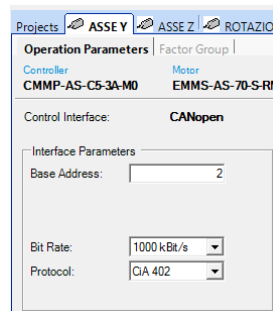 Projects ASSE Y ASSE Z ROTAZIO
Operation Parameters Factor Group
Controller Motor
CMMP-AS-C5-3A-M0 EMMS-AS-70-S-RM
Control Interface: CANopen
Interface Parameters
Base Address: 2
Bit Rate: 1000 kBit/s
Protocol: CiA 402